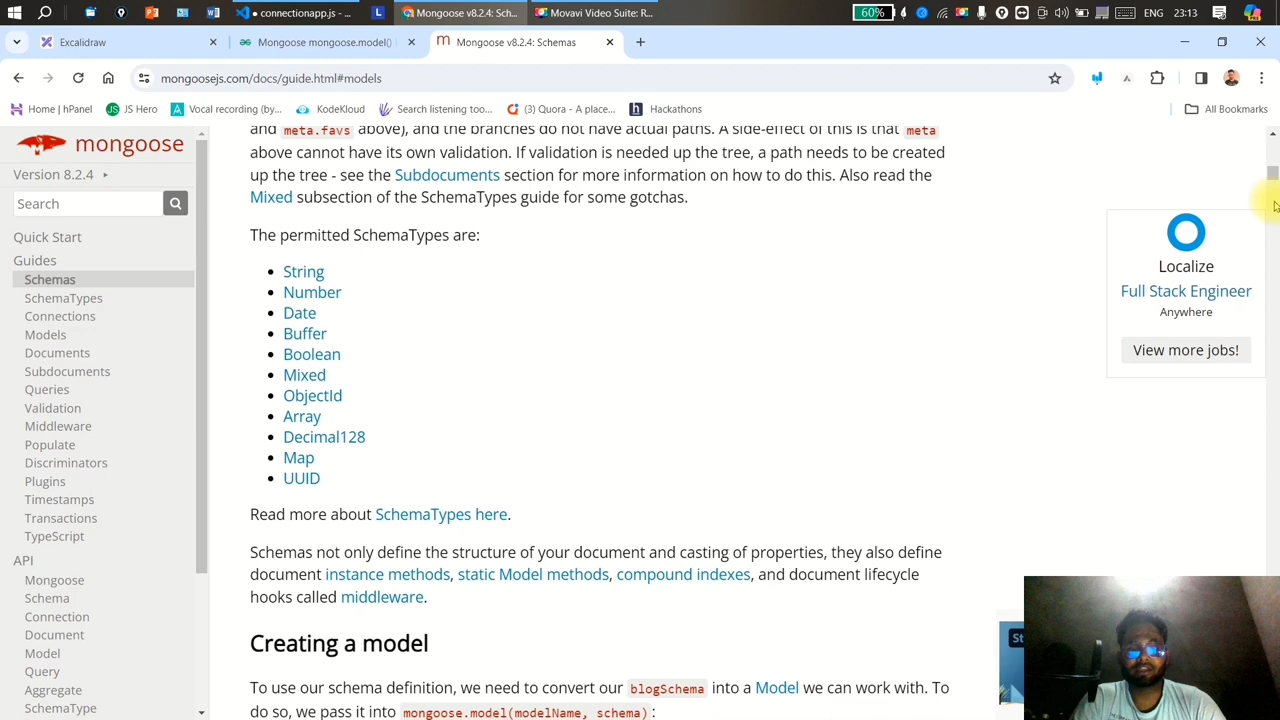 connectionapp.js - ...
Mongoose v8.2.4: Sch...
Movavi Video Suite: R...
60%
ENG
23:13
Excalidraw
Mongoose mongoose.model()
Mongoose v8.2.4: Schemas
mongoosejs.com/docs/guide.html#models
Home | hPanel
JS Hero
Vocal recording (by...
KodeKloud
Search listening too...
(3) Quora - A place...
Hackathons
All Bookmarks
mongoose
Version 8.2.4
Search
Quick Start
Guides
Schemas
SchemaTypes
Connections
Models
Documents
Subdocuments
Queries
Validation
Middleware
Populate
Discriminators
Plugins
Timestamps
Transactions
TypeScript
API
Mongoose
Schema
Connection
Document
Model
Query
Aggregate
SchemaType
and meta.favs above), and the branches do not have actual paths. A side-effect of this is that meta
above cannot have its own validation. If validation is needed up the tree, a path needs to be created
up the tree - see the Subdocuments section for more information on how to do this. Also read the
Mixed subsection of the SchemaTypes guide for some gotchas.
The permitted SchemaTypes are:
String
Number
Date
Buffer
Boolean
Mixed
ObjectId
Array
Decimal128
Map
UUID
Read more about SchemaTypes here.
Schemas not only define the structure of your document and casting of properties, they also define
document instance methods, static Model methods, compound indexes, and document lifecycle
hooks called middleware.
Creating a model
To use our schema definition, we need to convert our blogSchema into a Model we can work with. To
do so, we pass it into mongoose.model(modelName, schema):
Localize
Full Stack Engineer
Anywhere
View more jobs!
St